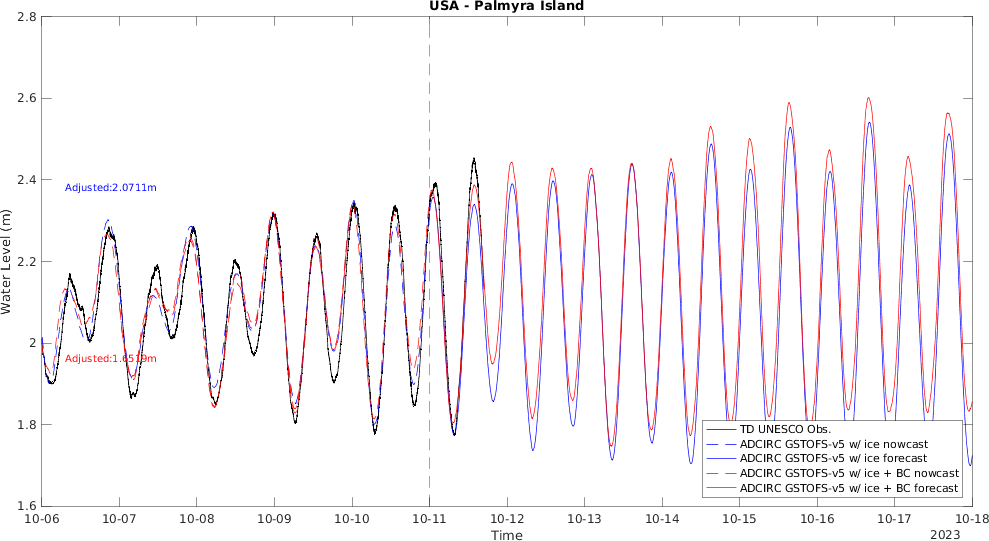 USA - Palmyra Island
2.8
2.6
2.4
2.2
2
1.8
1.6
Water Level (m)
Adjusted:2.0711m
Adjusted:1.6519m
TD UNESCO Obs.
ADCIRC GSTOFS-v5 w/ ice nowcast
ADCIRC GSTOFS-v5 w/ ice forecast
ADCIRC GSTOFS-v5 w/ ice + BC nowcast
ADCIRC GSTOFS-v5 w/ ice + BC forecast
10-06 10-07 10-08 10-09 10-10 10-11 10-12 10-13 10-14 10-15 10-16 10-17 10-18
Time
2023